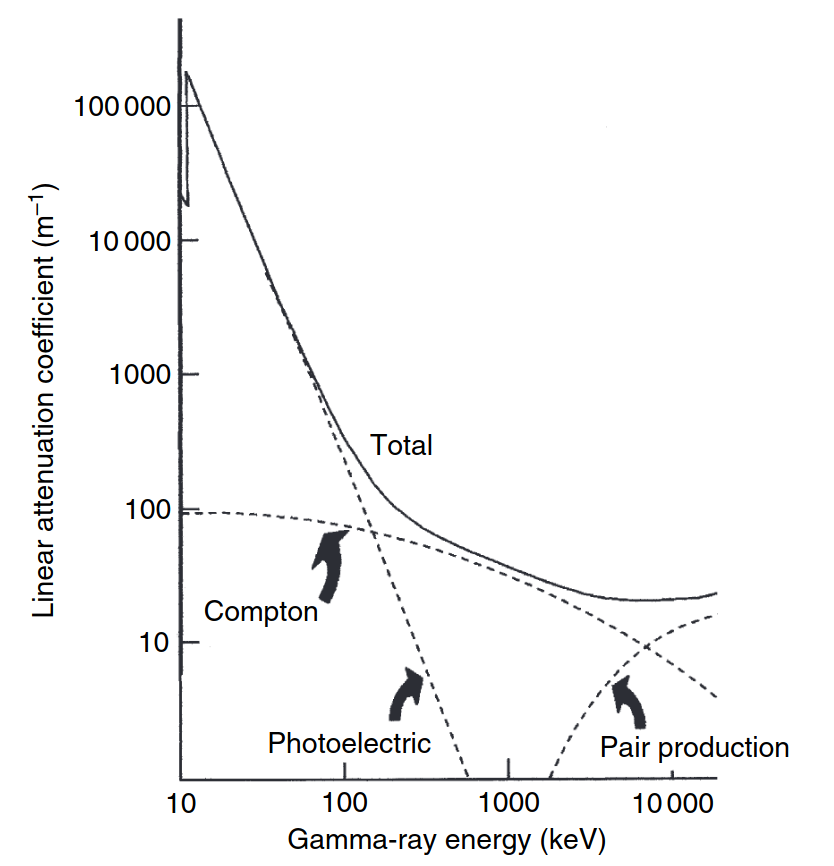 100 000
10 000
1000
100
10
Linear attenuation coefficient (m⁻¹)
Total
Compton
Photoelectric
Pair production
10
100
1000
10 000
Gamma-ray energy (keV)